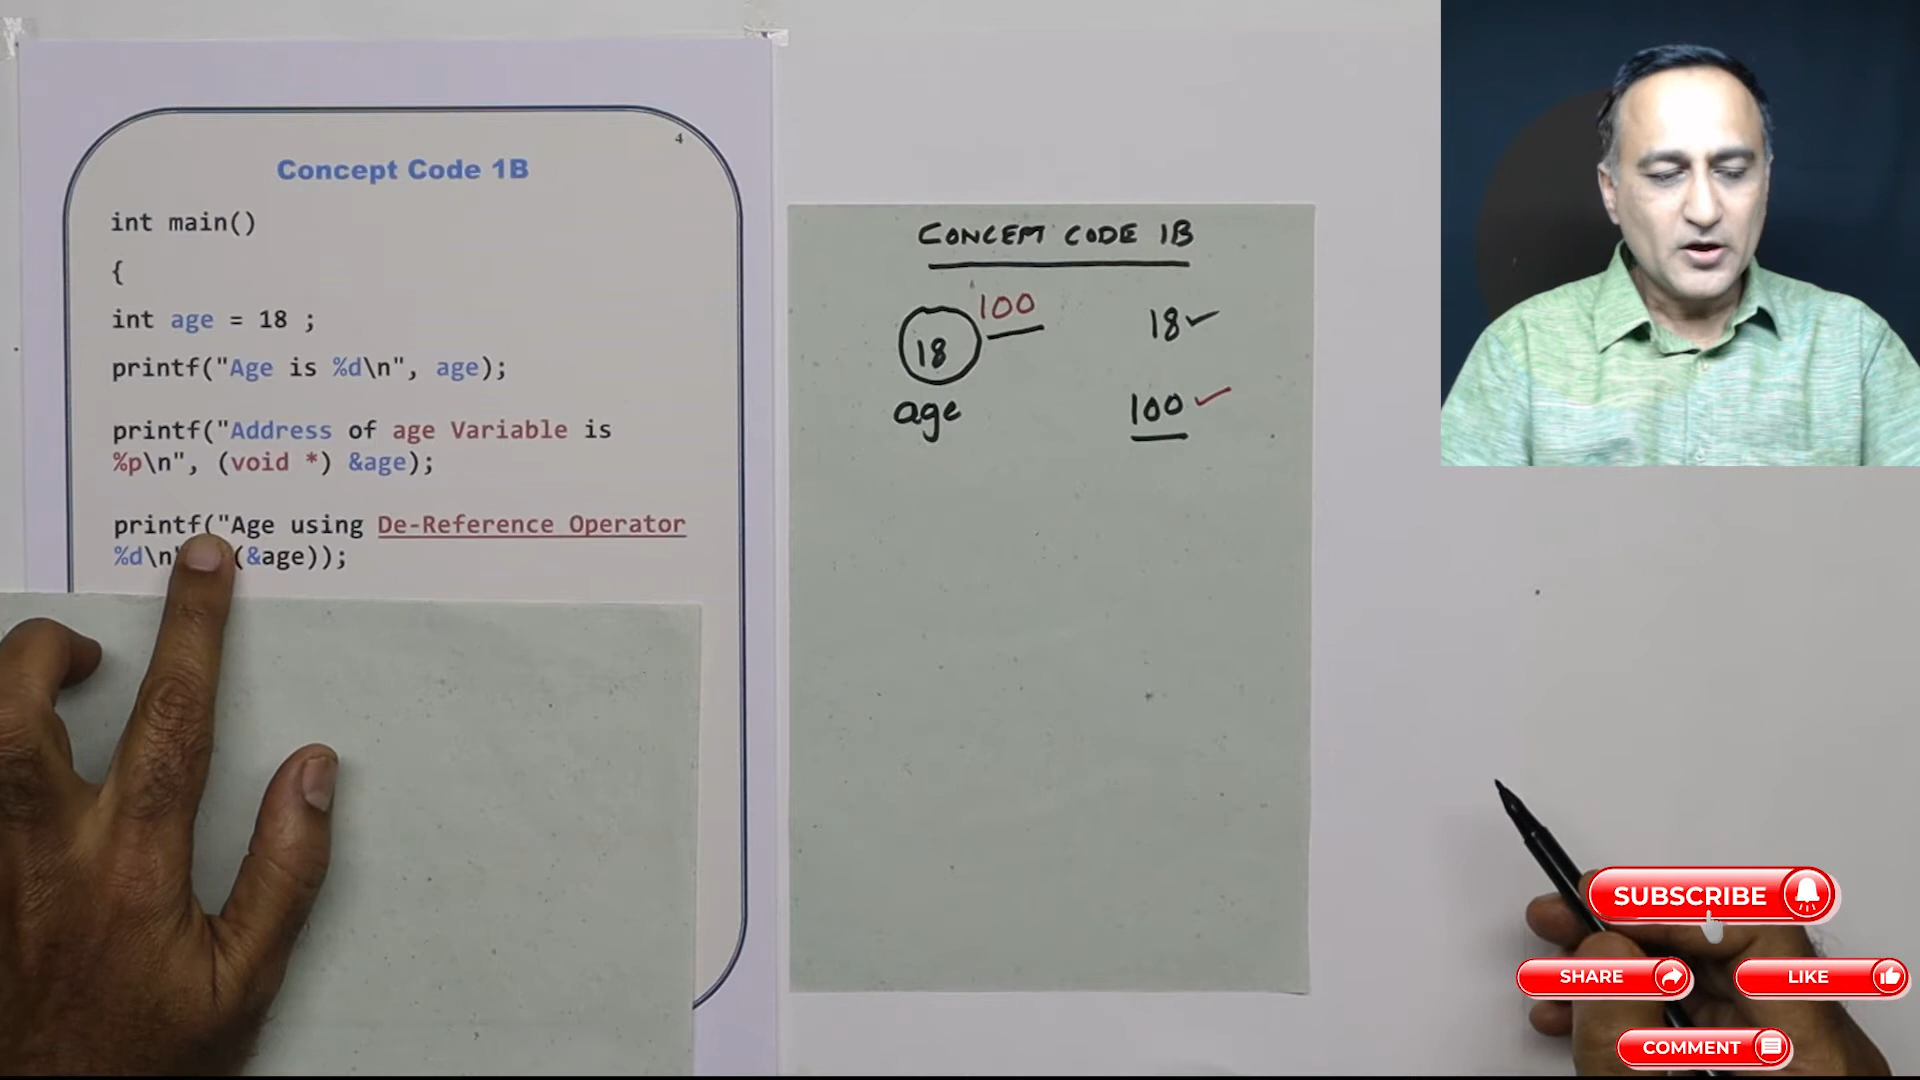 4
Concept Code 1B
int main()
{
int age = 18 ;
printf("Age is %d\n", age);
printf("Address of age Variable is
%p\n", (void *) &age);
printf("Age using De-Reference Operator
%d\n (&age));
CONCEPT CODE 1B
100
18
18✓
age
100✓
SUBSCRIBE
SHARE
LIKE
COMMENT